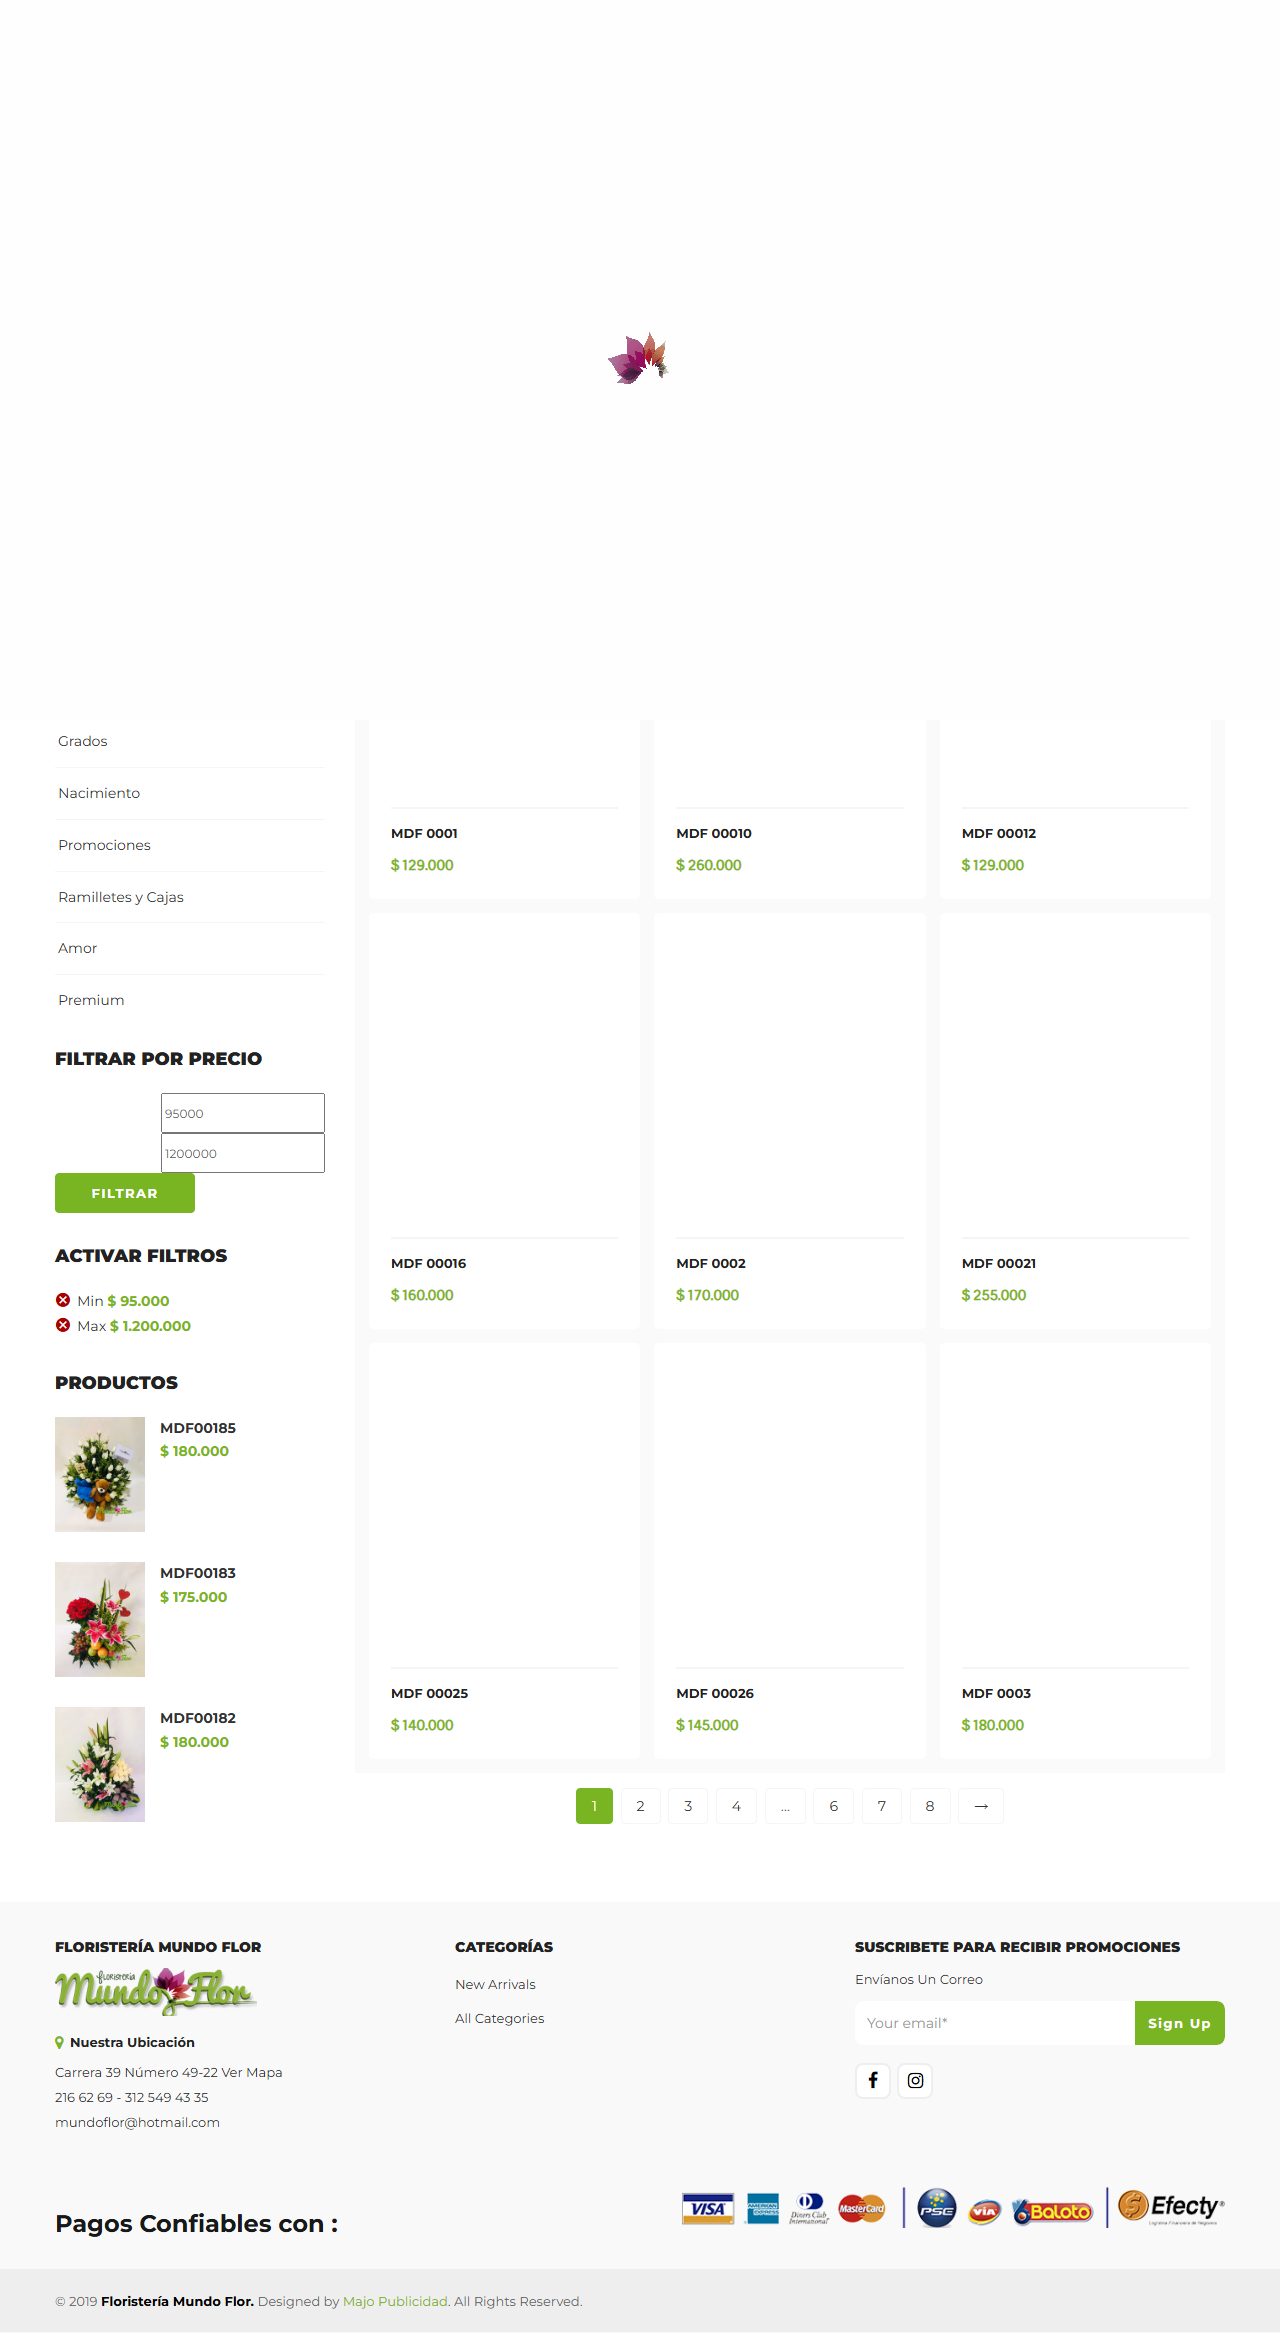 Grados
Nacimiento
Promociones
Ramilletes y Cajas
Amor
Premium
FILTRAR POR PRECIO
95000
1200000
FILTRAR
ACTIVAR FILTROS
Min $ 95.000
Max $ 1.200.000
PRODUCTOS
MDF00185
$ 180.000
MDF00183
$ 175.000
MDF00182
$ 180.000
MDF 0001
$ 129.000
MDF 00010
$ 260.000
MDF 00012
$ 129.000
MDF 00016
$ 160.000
MDF 0002
$ 170.000
MDF 00021
$ 255.000
MDF 00025
$ 140.000
MDF 00026
$ 145.000
MDF 0003
$ 180.000
1 2 3 4 … 6 7 8 →
FLORISTERÍA MUNDO FLOR
FLORISTERÍA
Mundo Flor
Nuestra Ubicación
Carrera 39 Número 49-22 Ver Mapa
216 62 69 - 312 549 43 35
mundoflor@hotmail.com
CATEGORÍAS
New Arrivals
All Categories
SUSCRIBETE PARA RECIBIR PROMOCIONES
Envíanos Un Correo
Your email*
Sign Up
Pagos Confiables con :
VISA
AMERICAN EXPRESS
Diners Club International
MasterCard
PSE
VIA
Baloto
Efecty
© 2019 Floristería Mundo Flor. Designed by Majo Publicidad. All Rights Reserved.